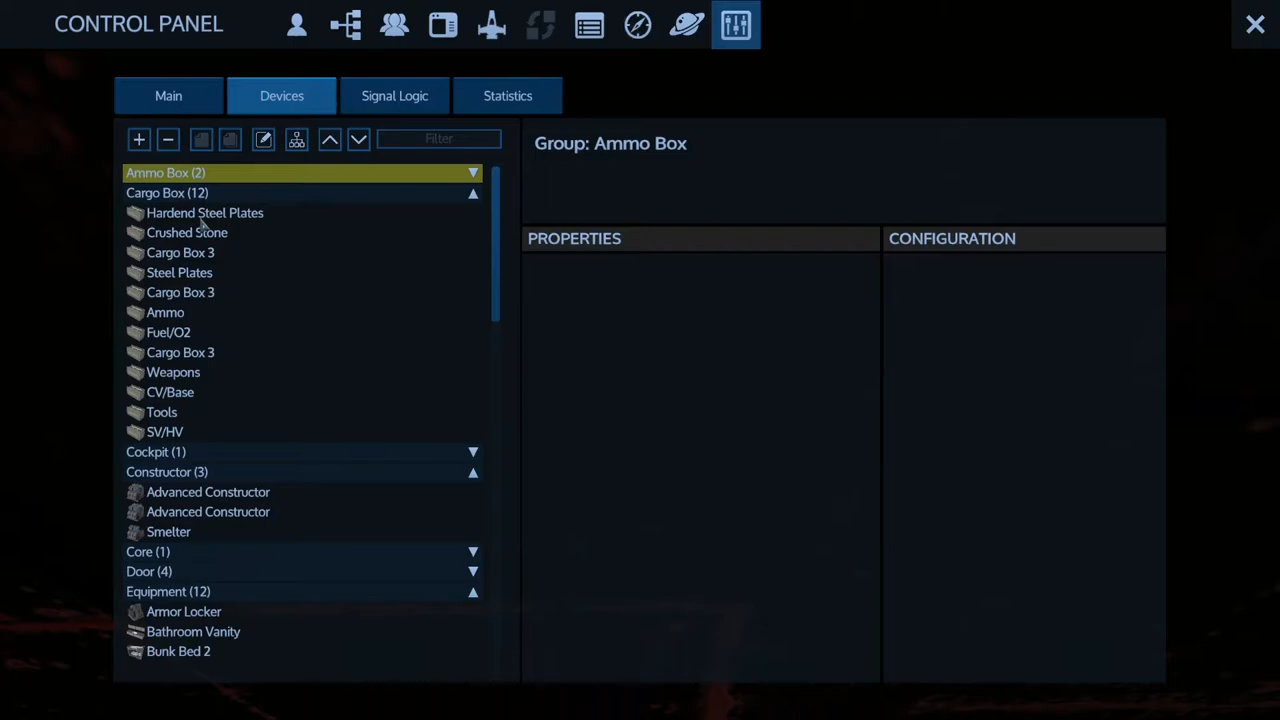 CONTROL PANEL
Main
Devices
Signal Logic
Statistics
Filter
Group: Ammo Box
Ammo Box (2)
Cargo Box (12)
Hardend Steel Plates
Crushed Stone
Cargo Box 3
Steel Plates
Cargo Box 3
Ammo
Fuel/O2
Cargo Box 3
Weapons
CV/Base
Tools
SV/HV
Cockpit (1)
Constructor (3)
Advanced Constructor
Advanced Constructor
Smelter
Core (1)
Door (4)
Equipment (12)
Armor Locker
Bathroom Vanity
Bunk Bed 2
PROPERTIES
CONFIGURATION